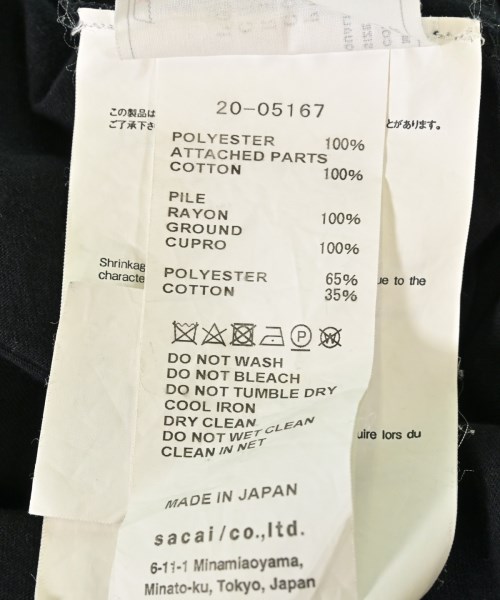 この製品は
ご了承下さ
とがあります。
20-05167
POLYESTER 100%
ATTACHED PARTS
COTTON 100%
PILE
RAYON 100%
GROUND
CUPRO 100%
Shrinkag
characte
ue to the
POLYESTER 65%
COTTON 35%
DO NOT WASH
DO NOT BLEACH
DO NOT TUMBLE DRY
COOL IRON
DRY CLEAN
DO NOT WET CLEAN
CLEAN IN NET
uire lors du
MADE IN JAPAN
sacai/co.,ltd.
6-11-1 Minamiaoyama,
Minato-ku, Tokyo, Japan